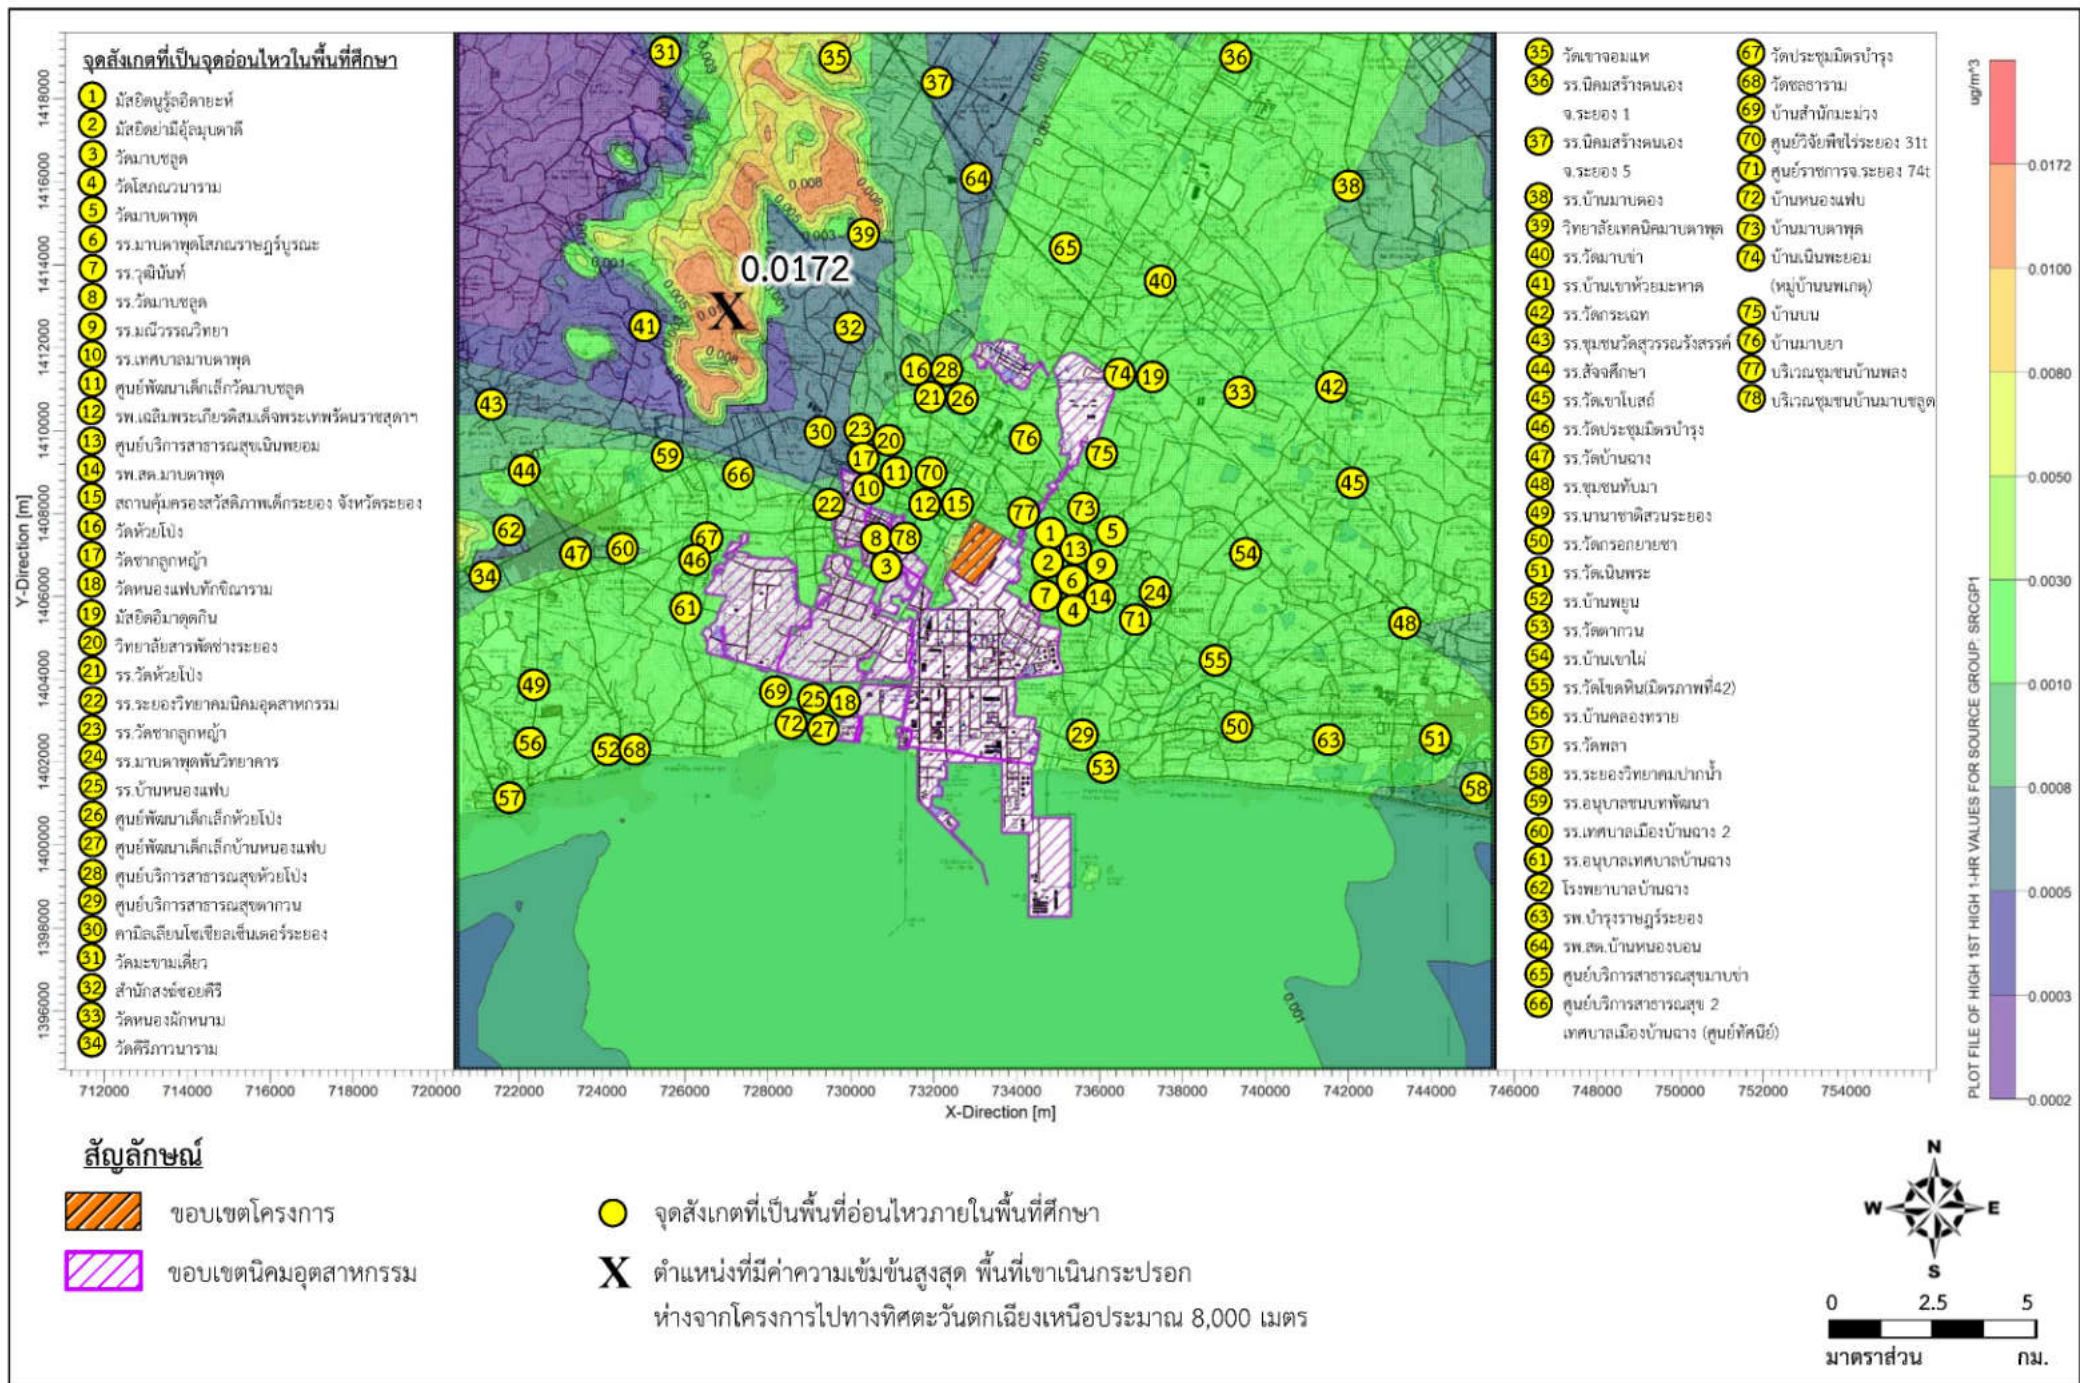 จุดสังเกตที่เป็นจุดอ่อนไหวในพื้นที่ศึกษา
1 มัสยิดนูรุ้ลฮิดายะห์
2 มัสยิดย่ามีอุ้ลมุบตาดี
3 วัดมาบชลูด
4 วัดโสภณวนาราม
5 วัดมาบตาพุด
6 รร.มาบตาพุดโสภณราษฎร์บูรณะ
7 รร.วุฒินันท์
8 รร.วัดมาบชลูด
9 รร.มณีวรรณวิทยา
10 รร.เทศบาลมาบตาพุด
11 ศูนย์พัฒนาเด็กเล็กวัดมาบชลูด
12 รพ.เฉลิมพระเกียรติสมเด็จพระเทพรัตนราชสุดาฯ
13 ศูนย์บริการสาธารณสุขเนินพยอม
14 รพ.สต.มาบตาพุด
15 สถานคุ้มครองสวัสดิภาพเด็กระยอง จังหวัดระยอง
16 วัดห้วยโป่ง
17 วัดชากลูกหญ้า
18 วัดหนองแฟบทักขิณาราม
19 มัสยิดอิมาดุดกิน
20 วิทยาลัยสารพัดช่างระยอง
21 รร.วัดห้วยโป่ง
22 รร.ระยองวิทยาคมนิคมอุตสาหกรรม
23 รร.วัดชากลูกหญ้า
24 รร.มาบตาพุดพันวิทยาคาร
25 รร.บ้านหนองแฟบ
26 ศูนย์พัฒนาเด็กเล็กห้วยโป่ง
27 ศูนย์พัฒนาเด็กเล็กบ้านหนองแฟบ
28 ศูนย์บริการสาธารณสุขห้วยโป่ง
29 ศูนย์บริการสาธารณสุขตากวน
30 คามิลเลียนโซเชียลเซ็นเตอร์ระยอง
31 วัดมะขามเดี่ยว
32 สำนักสงฆ์ซอยคีรี
33 วัดหนองผักหนาม
34 วัดคีรีภาวนาราม
35 วัดเขาจอมแห
36 รร.นิคมสร้างตนเอง
จ.ระยอง 1
37 รร.นิคมสร้างตนเอง
จ.ระยอง 5
38 รร.บ้านมาบตอง
39 วิทยาลัยเทคนิคมาบตาพุด
40 รร.วัดมาบข่า
41 รร.บ้านเขาห้วยมะหาด
42 รร.วัดกระเฉท
43 รร.ชุมชนวัดสุวรรณรังสรรค์
44 รร.สัจจศึกษา
45 รร.วัดเขาโบสถ์
46 รร.วัดประชุมมิตรบำรุง
47 รร.วัดบ้านฉาง
48 รร.ชุมชนทับมา
49 รร.นานาชาติสวนระยอง
50 รร.วัดกรอกยายชา
51 รร.วัดเนินพระ
52 รร.บ้านพยูน
53 รร.วัดตากวน
54 รร.บ้านเขาไผ่
55 รร.วัดโขดหิน(มิตรภาพที่42)
56 รร.บ้านคลองทราย
57 รร.วัดพลา
58 รร.ระยองวิทยาคมปากน้ำ
59 รร.อนุบาลชนบทพัฒนา
60 รร.เทศบาลเมืองบ้านฉาง 2
61 รร.อนุบาลเทศบาลบ้านฉาง
62 โรงพยาบาลบ้านฉาง
63 รพ.บำรุงราษฎร์ระยอง
64 รพ.สต.บ้านหนองบอน
65 ศูนย์บริการสาธารณสุขมาบข่า
66 ศูนย์บริการสาธารณสุข 2
เทศบาลเมืองบ้านฉาง (ศูนย์ทัศนีย์)
67 วัดประชุมมิตรบำรุง
68 วัดชลธาราม
69 บ้านสำนักมะม่วง
70 ศูนย์วิจัยพืชไร่ระยอง 31t
71 ศูนย์ราชการจ.ระยอง 74t
72 บ้านหนองแฟบ
73 บ้านมาบตาพุด
74 บ้านเนินพะยอม
(หมู่บ้านนพเกตุ)
75 บ้านบน
76 บ้านมาบยา
77 บริเวณชุมชนบ้านพลง
78 บริเวณชุมชนบ้านมาบชลูด
0.0172
X
ug/m^3
0.0172
0.0100
0.0080
0.0050
0.0030
0.0010
0.0008
0.0005
0.0003
0.0002
PLOT FILE OF HIGH 1ST HIGH 1-HR VALUES FOR SOURCE GROUP: SRCGP1
Y-Direction [m]
1418000
1416000
1414000
1412000
1410000
1408000
1406000
1404000
1402000
1400000
1398000
1396000
712000 714000 716000 718000 720000 722000 724000 726000 728000 730000 732000 734000 736000 738000 740000 742000 744000 746000 748000 750000 752000 754000
X-Direction [m]
สัญลักษณ์
ขอบเขตโครงการ
ขอบเขตนิคมอุตสาหกรรม
จุดสังเกตที่เป็นพื้นที่อ่อนไหวภายในพื้นที่ศึกษา
X ตำแหน่งที่มีค่าความเข้มข้นสูงสุด พื้นที่เขาเนินกระปรอก
ห่างจากโครงการไปทางทิศตะวันตกเฉียงเหนือประมาณ 8,000 เมตร
N
W E
S
0 2.5 5
มาตราส่วน กม.